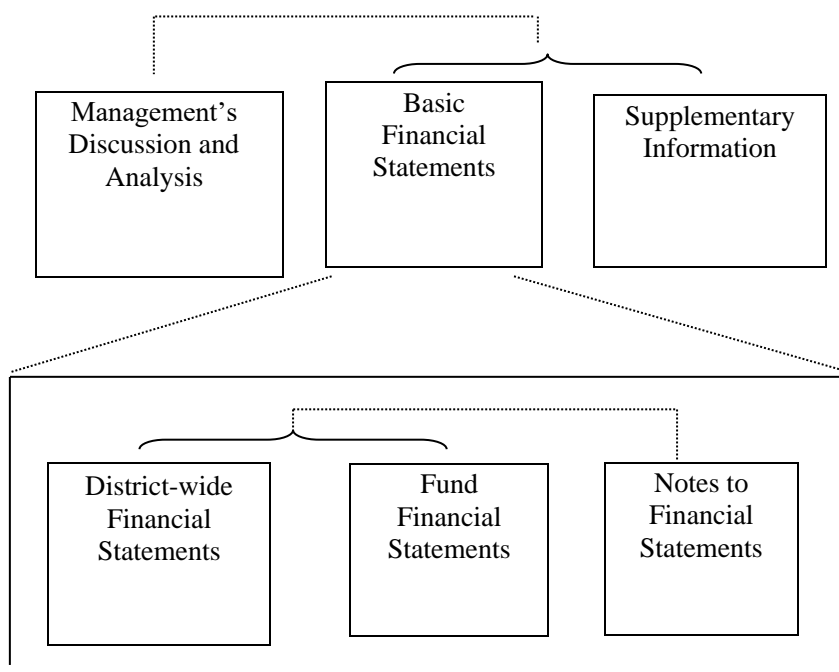 Management’s
Discussion and
Analysis
Basic
Financial
Statements
Supplementary
Information
District-wide
Financial
Statements
Fund
Financial
Statements
Notes to
Financial
Statements